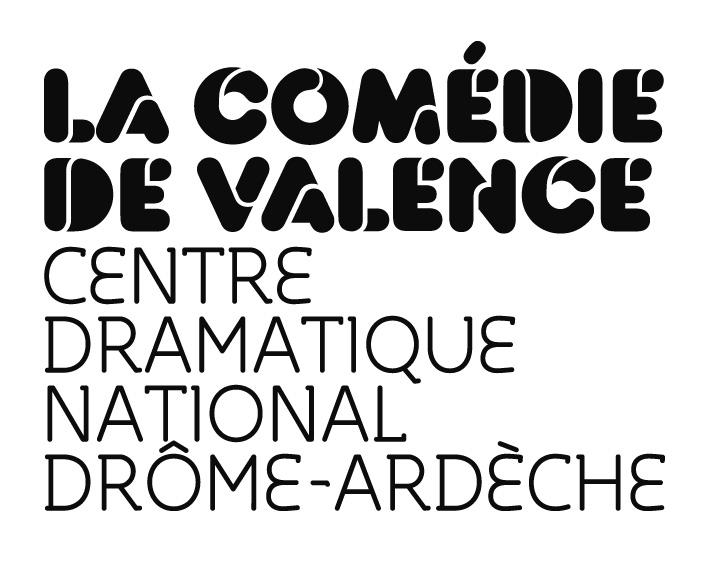 LA COMÉDIE
DE VALENCE
CENTRE
DRAMATIQUE
NATIONAL
DRÔME-ARDÈCHE